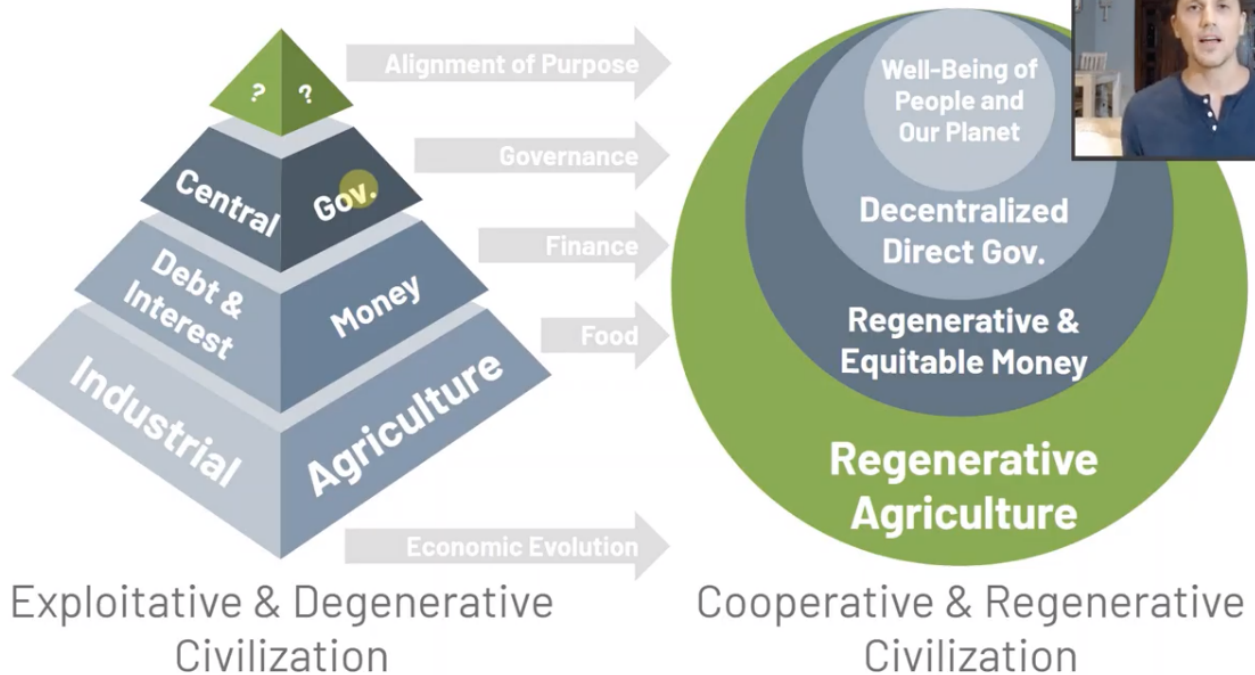 ? ?
Central Gov.
Debt &
Interest
Money
Industrial Agriculture
Exploitative & Degenerative
Civilization
Alignment of Purpose
Governance
Finance
Food
Economic Evolution
Well-Being of
People and
Our Planet
Decentralized
Direct Gov.
Regenerative &
Equitable Money
Regenerative
Agriculture
Cooperative & Regenerative
Civilization